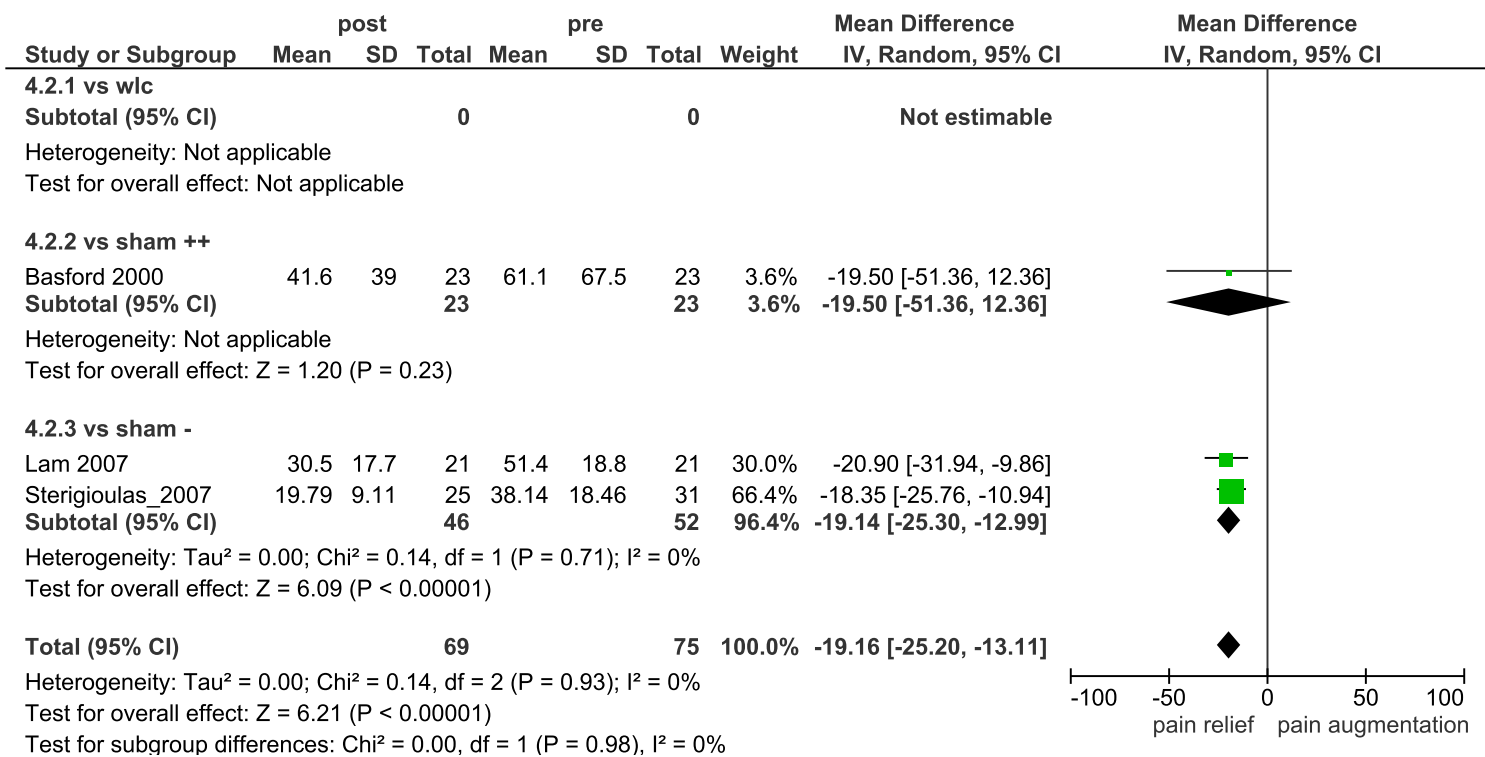 post pre Mean Difference Mean Difference
Study or Subgroup Mean SD Total Mean SD Total Weight IV, Random, 95% CI IV, Random, 95% CI
4.2.1 vs wlc
Subtotal (95% CI) 0 0 Not estimable
Heterogeneity: Not applicable
Test for overall effect: Not applicable
4.2.2 vs sham ++
Basford 2000 41.6 39 23 61.1 67.5 23 3.6% -19.50 [-51.36, 12.36]
Subtotal (95% CI) 23 23 3.6% -19.50 [-51.36, 12.36]
Heterogeneity: Not applicable
Test for overall effect: Z = 1.20 (P = 0.23)
4.2.3 vs sham -
Lam 2007 30.5 17.7 21 51.4 18.8 21 30.0% -20.90 [-31.94, -9.86]
Sterigioulas_2007 19.79 9.11 25 38.14 18.46 31 66.4% -18.35 [-25.76, -10.94]
Subtotal (95% CI) 46 52 96.4% -19.14 [-25.30, -12.99]
Heterogeneity: Tau² = 0.00; Chi² = 0.14, df = 1 (P = 0.71); I² = 0%
Test for overall effect: Z = 6.09 (P < 0.00001)
Total (95% CI) 69 75 100.0% -19.16 [-25.20, -13.11]
Heterogeneity: Tau² = 0.00; Chi² = 0.14, df = 2 (P = 0.93); I² = 0%
Test for overall effect: Z = 6.21 (P < 0.00001)
Test for subgroup differences: Chi² = 0.00, df = 1 (P = 0.98), I² = 0%
-100 -50 0 50 100
pain relief pain augmentation